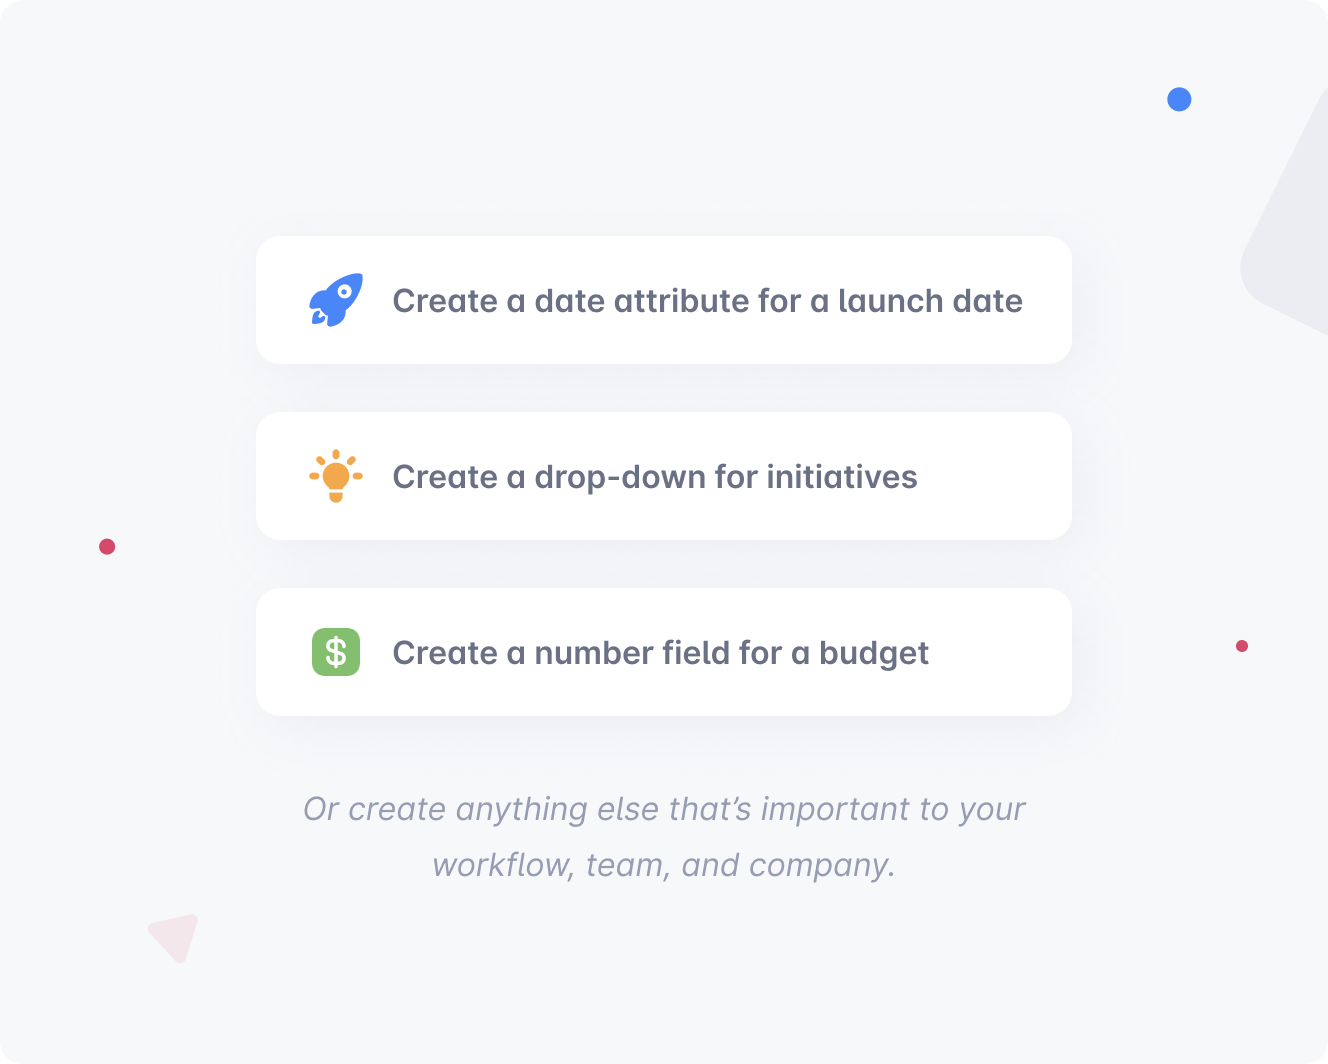 Create a date attribute for a launch date
Create a drop-down for initiatives
$
Create a number field for a budget
Or create anything else that’s important to your
workflow, team, and company.